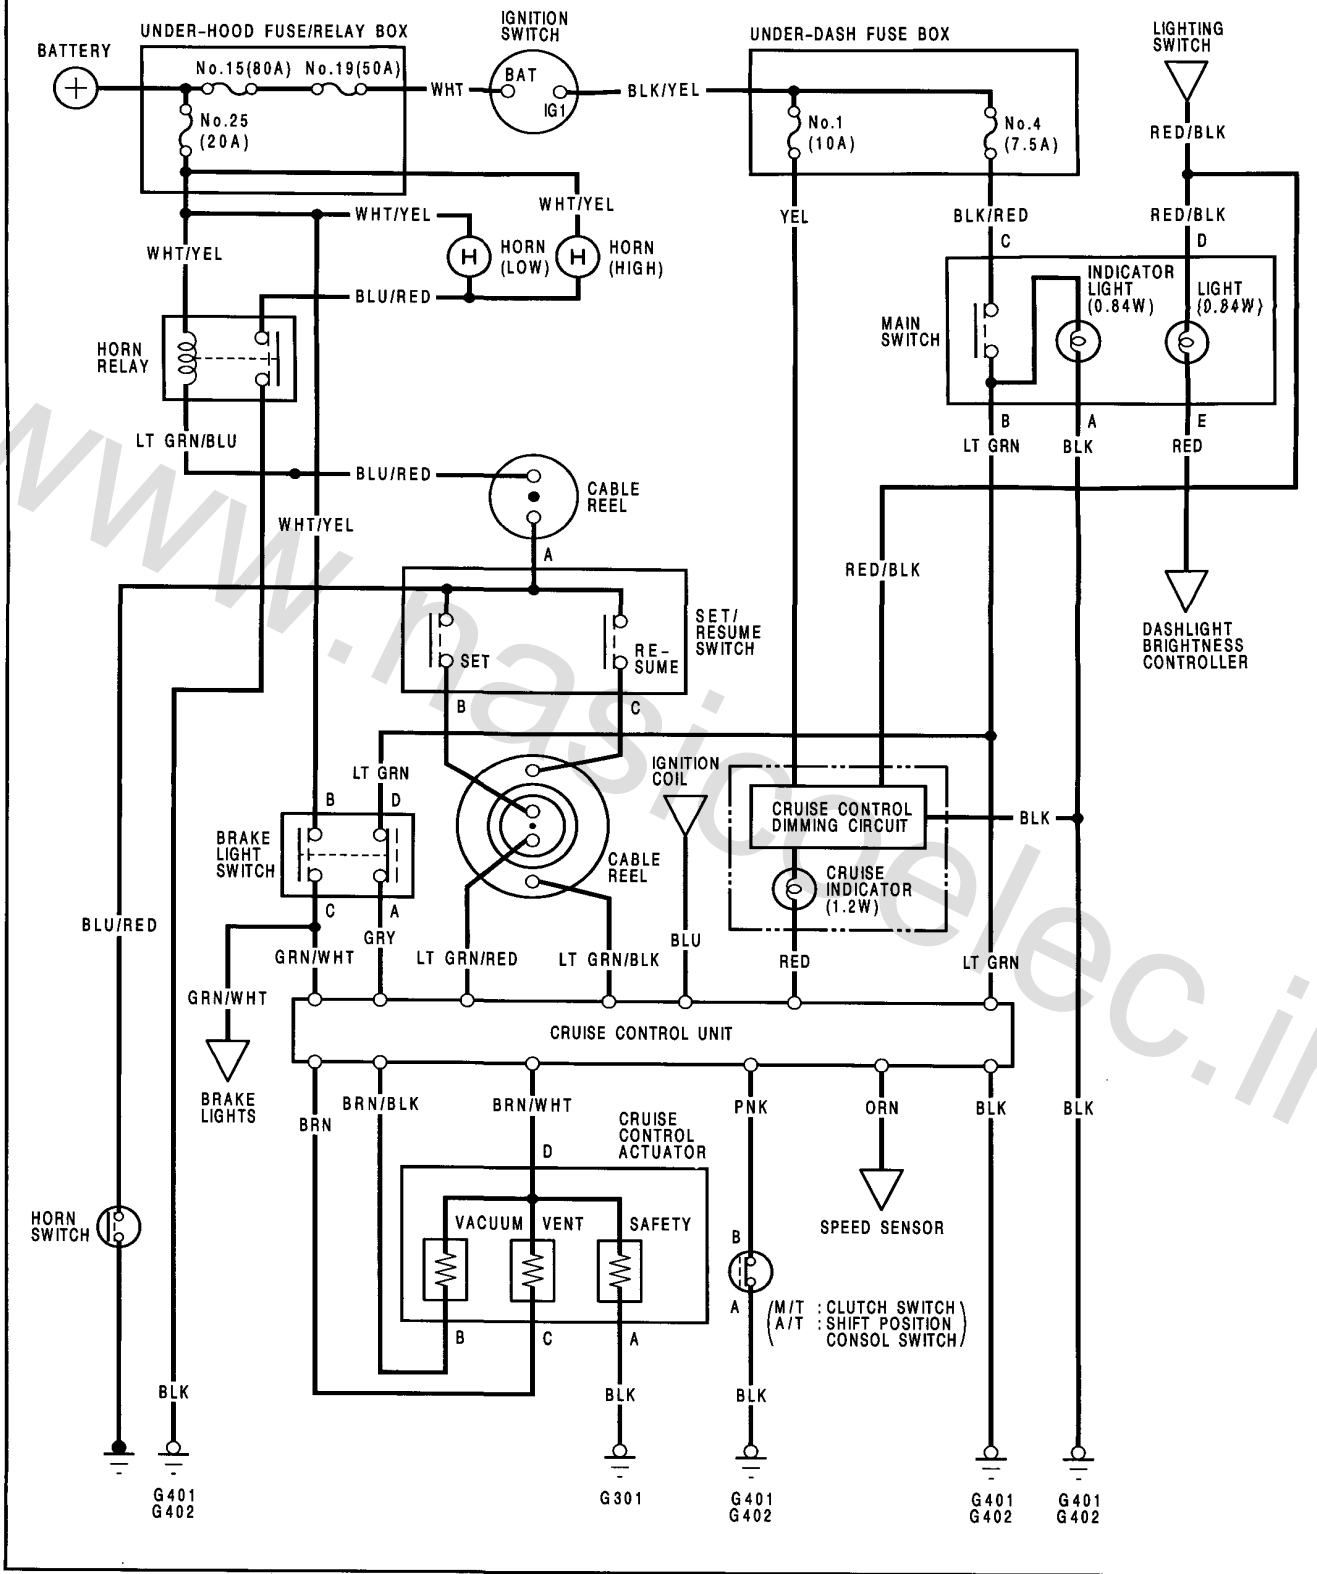 UNDER-HOOD FUSE/RELAY BOX
IGNITION
SWITCH
UNDER-DASH FUSE BOX
LIGHTING
SWITCH
BATTERY
No.15(80A) No.19(50A)
WHT
BAT
IG1
BLK/YEL
No.25
(20A)
No.1
(10A)
No.4
(7.5A)
RED/BLK
WHT/YEL
WHT/YEL
YEL
BLK/RED
RED/BLK
C
D
WHT/YEL
H
HORN
(LOW)
H
HORN
(HIGH)
BLU/RED
INDICATOR
LIGHT
(0.84W)
LIGHT
(0.84W)
MAIN
SWITCH
HORN
RELAY
B
A
E
LT GRN/BLU
LT GRN
BLK
RED
BLU/RED
CABLE
REEL
WHT/YEL
A
RED/BLK
SET/
RESUME
SWITCH
SET
RE-
SUME
DASHLIGHT
BRIGHTNESS
CONTROLLER
B
C
LT GRN
IGNITION
COIL
B
D
BRAKE
LIGHT
SWITCH
CRUISE CONTROL
DIMMING CIRCUIT
BLK
CABLE
REEL
CRUISE
INDICATOR
(1.2W)
C
A
BLU/RED
GRY
GRN/WHT
LT GRN/RED
LT GRN/BLK
BLU
RED
LT GRN
GRN/WHT
CRUISE CONTROL UNIT
BRAKE
LIGHTS
BRN
BRN/BLK
BRN/WHT
PNK
ORN
BLK
BLK
CRUISE
CONTROL
ACTUATOR
D
HORN
SWITCH
VACUUM
VENT
SAFETY
SPEED SENSOR
B
A
(M/T : CLUTCH SWITCH
A/T : SHIFT POSITION
CONSOL SWITCH)
B
C
A
BLK
BLK
BLK
G401
G402
G301
G401
G402
G401
G402
G401
G402
www.nasicoelec.ir